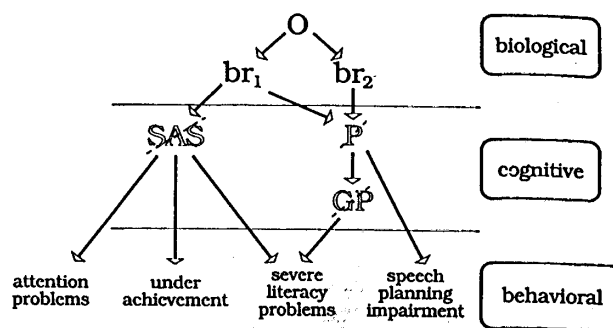 O
biological
br1
br2
SAS
P
cognitive
GP
attention
problems
under
achievement
severe
literacy
problems
speech
planning
impairment
behavioral